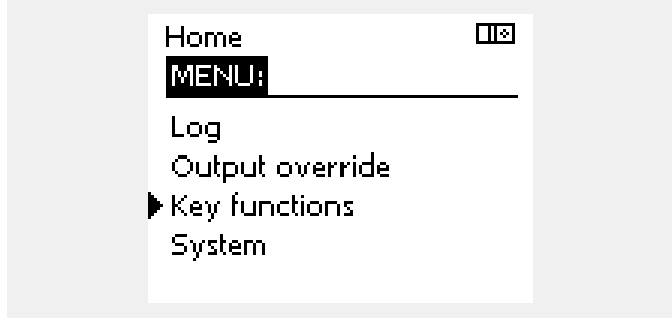 Home
MENU:
Log
Output override
Key functions
System